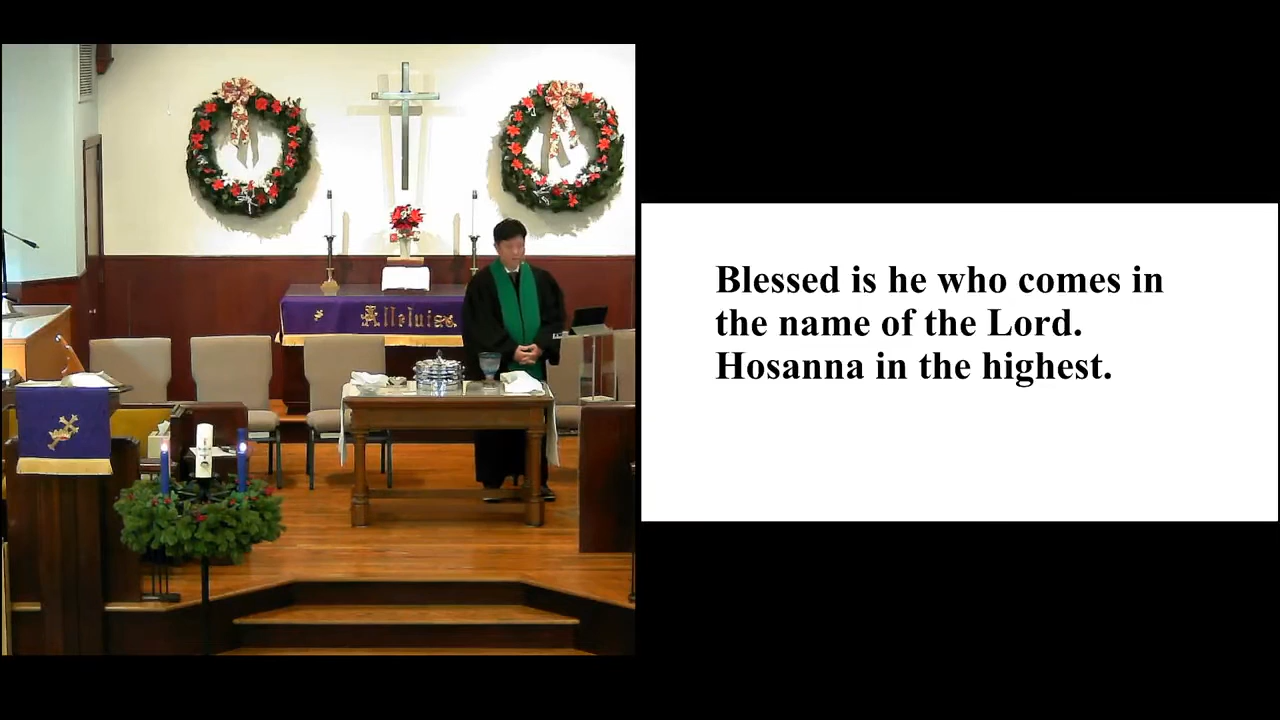 Alleluia
Blessed is he who comes in
the name of the Lord.
Hosanna in the highest.